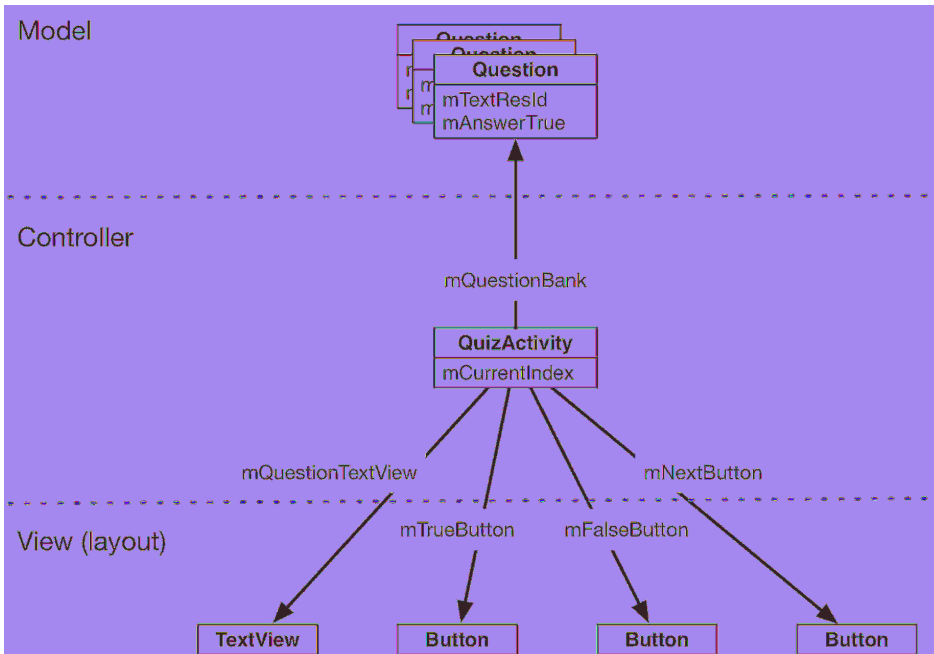 Model
Question
Question
Question
mTextResId
mAnswerTrue
Controller
mQuestionBank
QuizActivity
mCurrentIndex
mQuestionTextView
mNextButton
View (layout)
mTrueButton
mFalseButton
TextView
Button
Button
Button